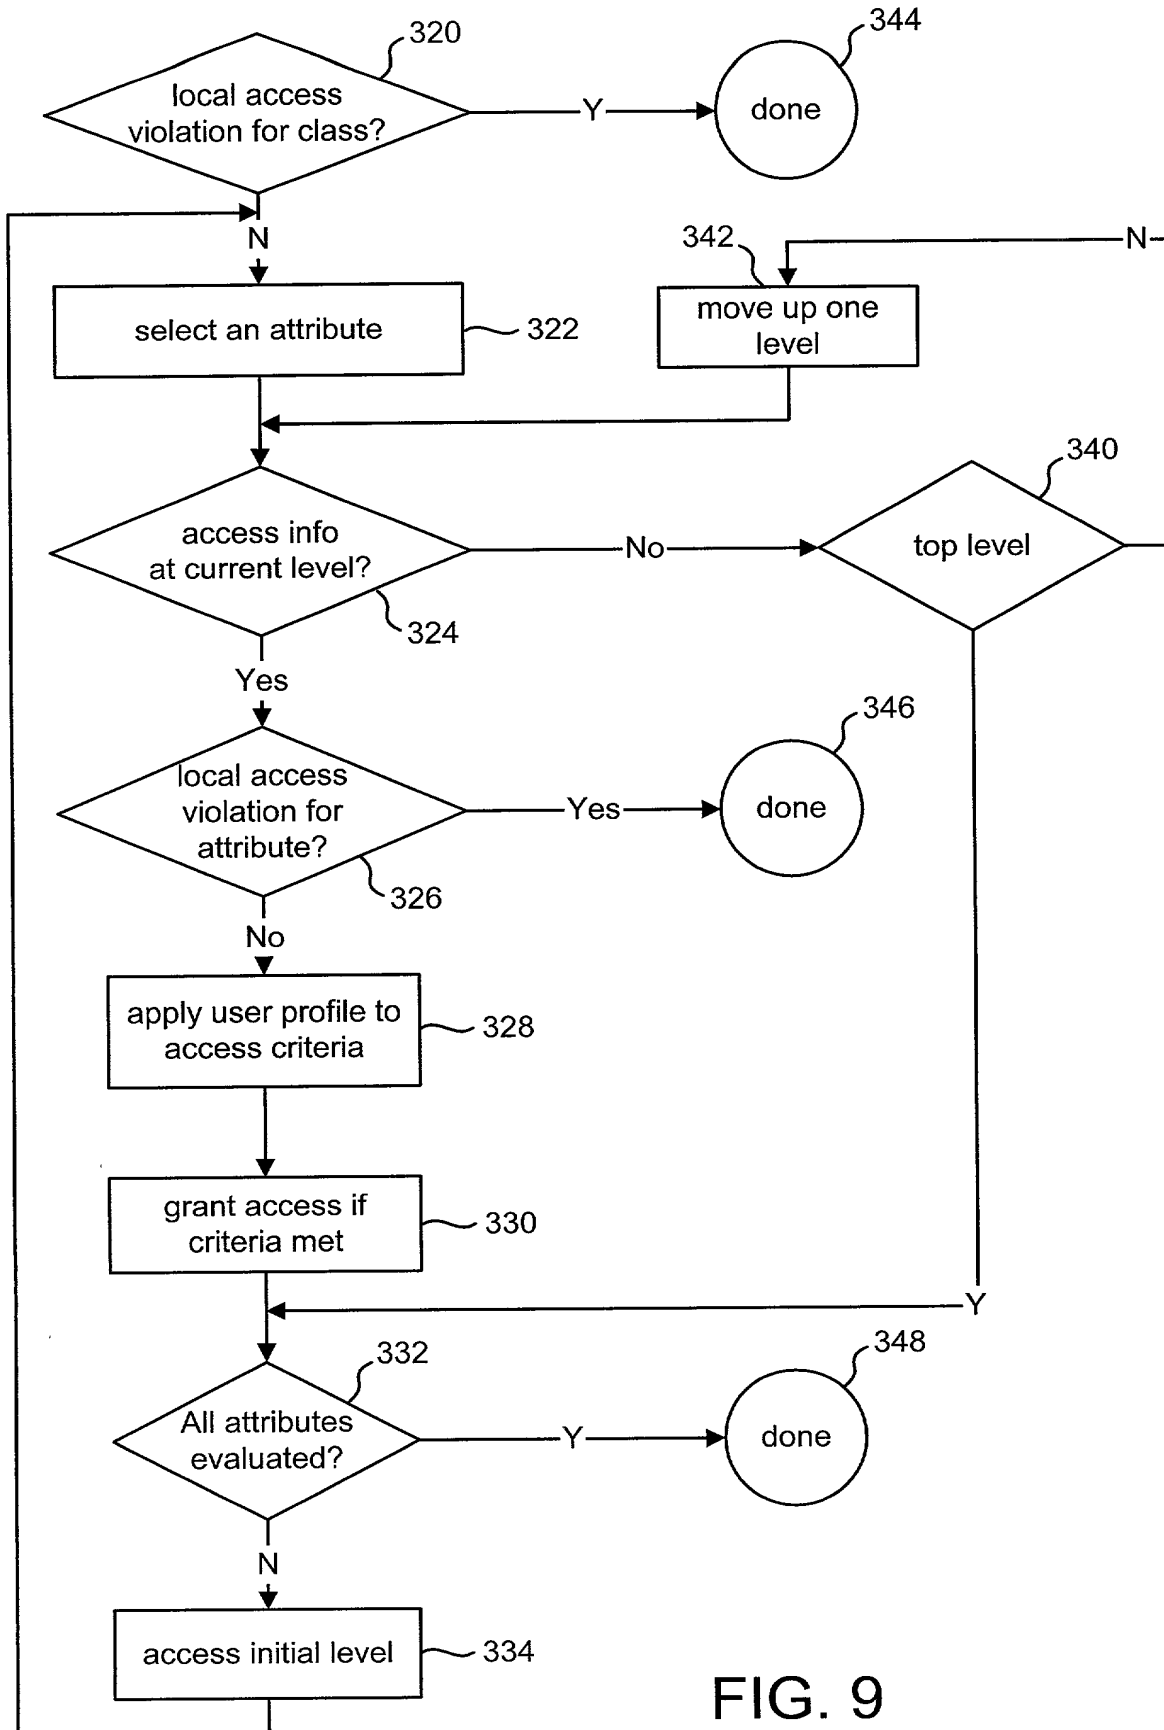 320
344
local access
violation for class?
Y
done
N
342
N
select an attribute
322
move up one
level
340
access info
at current level?
No
top level
324
Yes
346
local access
violation for
attribute?
Yes
done
326
No
apply user profile to
access criteria
328
grant access if
criteria met
330
Y
332
348
All attributes
evaluated?
Y
done
N
access initial level
334
FIG. 9